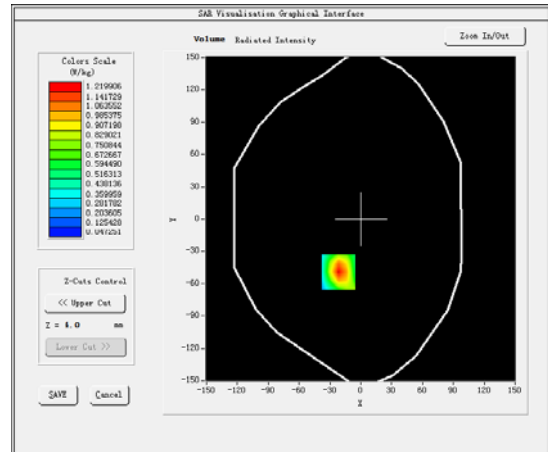 SAR Visualisation Graphical Interface
Volume Radiated Intensity
Zoom In/Out
Colors Scale
(W/kg)
1.219906
1.141729
1.063552
0.985375
0.907198
0.829021
0.750844
0.672667
0.594490
0.516313
0.438136
0.359959
0.281782
0.203605
0.125428
0.047251
150
120
90
60
30
0
-30
-60
-90
-120
-150
Y
-150 -120 -90 -60 -30 0 30 60 90 120 150
X
Z-Cuts Control
<< Upper Cut
Z = 4.0 mm
Lower Cut >>
SAVE Cancel